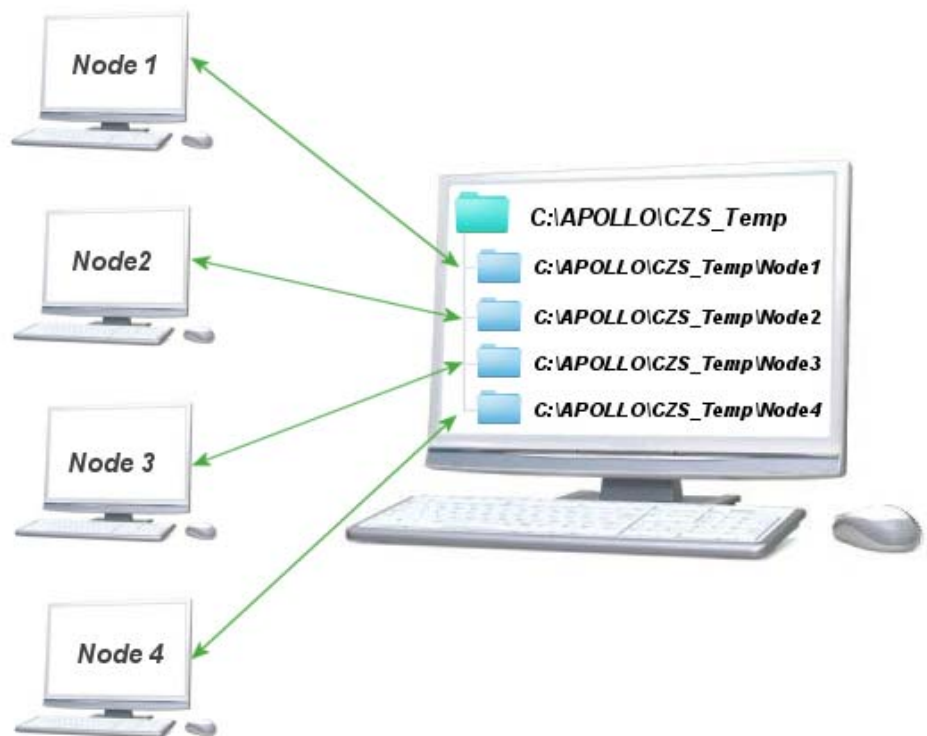 Node 1
Node2
Node 3
Node 4
C:\APOLLO\CZS_Temp
C:\APOLLO\CZS_Temp\Node1
C:\APOLLO\CZS_Temp\Node2
C:\APOLLO\CZS_Temp\Node3
C:\APOLLO\CZS_Temp\Node4